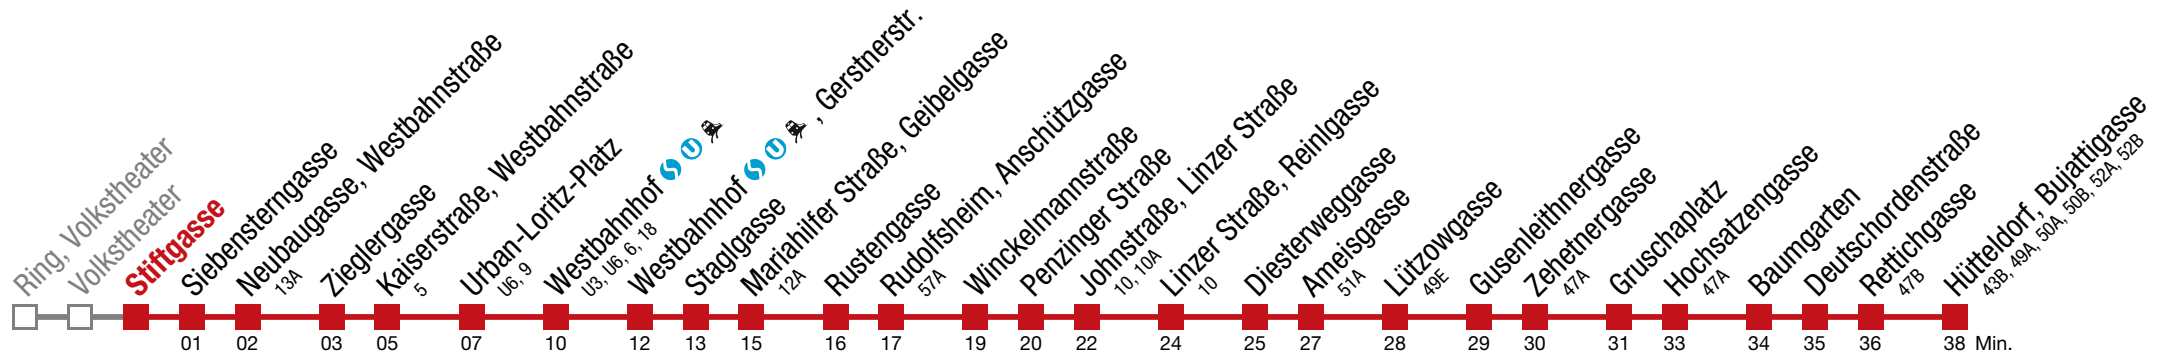 Ring, Volkstheater
Volkstheater
Stiftgasse
Siebensterngasse
Neubaugasse, Westbahnstraße
13A
Zieglergasse
Kaiserstraße, Westbahnstraße
5
Urban-Loritz-Platz
U6, 9
Westbahnhof S U
U3, U6, 6, 18
Westbahnhof S U , Gerstnerstr.
Staglgasse
Mariahilfer Straße, Geibelgasse
12A
Rustengasse
Rudolfsheim, Anschützgasse
57A
Winckelmannstraße
Penzinger Straße
Johnstraße, Linzer Straße
10, 10A
Linzer Straße, Reinlgasse
10
Diesterweggasse
Ameisgasse
51A
Lützowgasse
49E
Gusenleithnergasse
Zehetnergasse
47A
Gruschaplatz
Hochsatzengasse
47A
Baumgarten
Deutschordenstraße
Rettichgasse
47B
Hütteldorf, Bujattigasse
43B, 49A, 50A, 50B, 52A, 52B
01 02 03 05 07 10 12 13 15 16 17 19 20 22 24 25 27 28 29 30 31 33 34 35 36 38 Min.